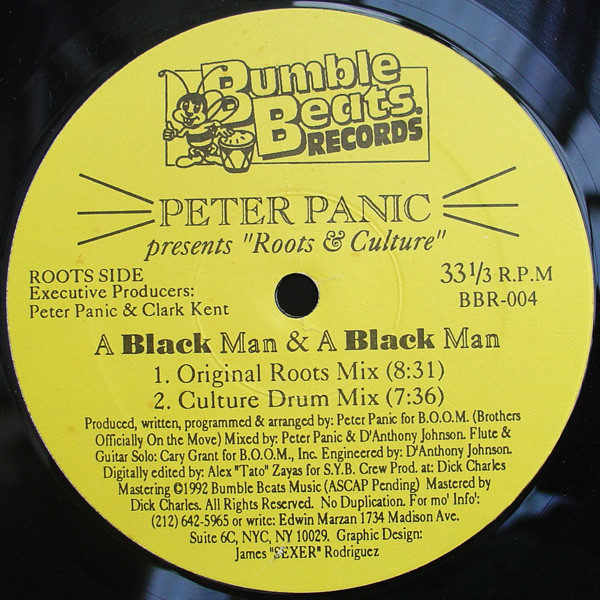 Bumble
Beats.
RECORDS
PETER PANIC
presents "Roots & Culture"
ROOTS SIDE
Executive Producers:
Peter Panic & Clark Kent
33 1/3 R.P.M
BBR-004
A Black Man & A Black Man
1. Original Roots Mix (8:31)
2. Culture Drum Mix (7:36)
Produced, written, programmed & arranged by: Peter Panic for B.O.O.M. (Brothers
Officially On the Move) Mixed by: Peter Panic & D'Anthony Johnson. Flute &
Guitar Solo: Cary Grant for B.O.O.M., Inc. Engineered by: D'Anthony Johnson.
Digitally edited by: Alex "Tato" Zayas for S.Y.B. Crew Prod. at: Dick Charles
Mastering ©1992 Bumble Beats Music (ASCAP Pending) Mastered by
Dick Charles. All Rights Reserved. No Duplication. For mo' Info':
(212) 642-5965 or write: Edwin Marzan 1734 Madison Ave.
Suite 6C, NYC, NY 10029. Graphic Design:
James "SEXER" Rodriguez